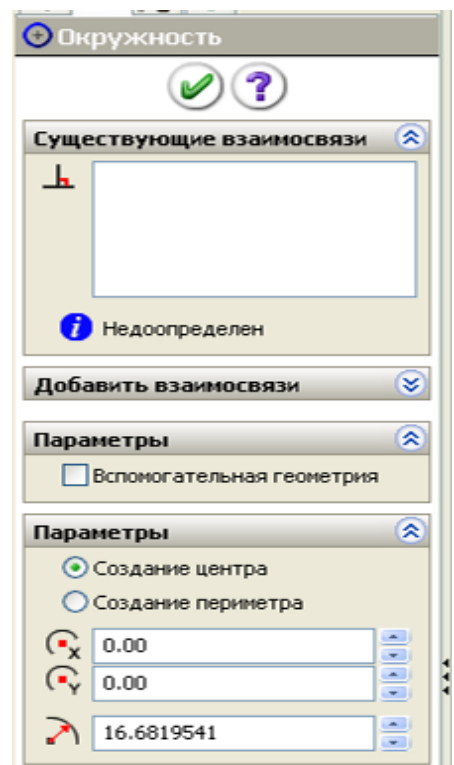 Окружность
Существующие взаимосвязи
Недоопределен
Добавить взаимосвязи
Параметры
Вспомогательная геометрия
Параметры
Создание центра
Создание периметра
X 0.00
Y 0.00
16.6819541